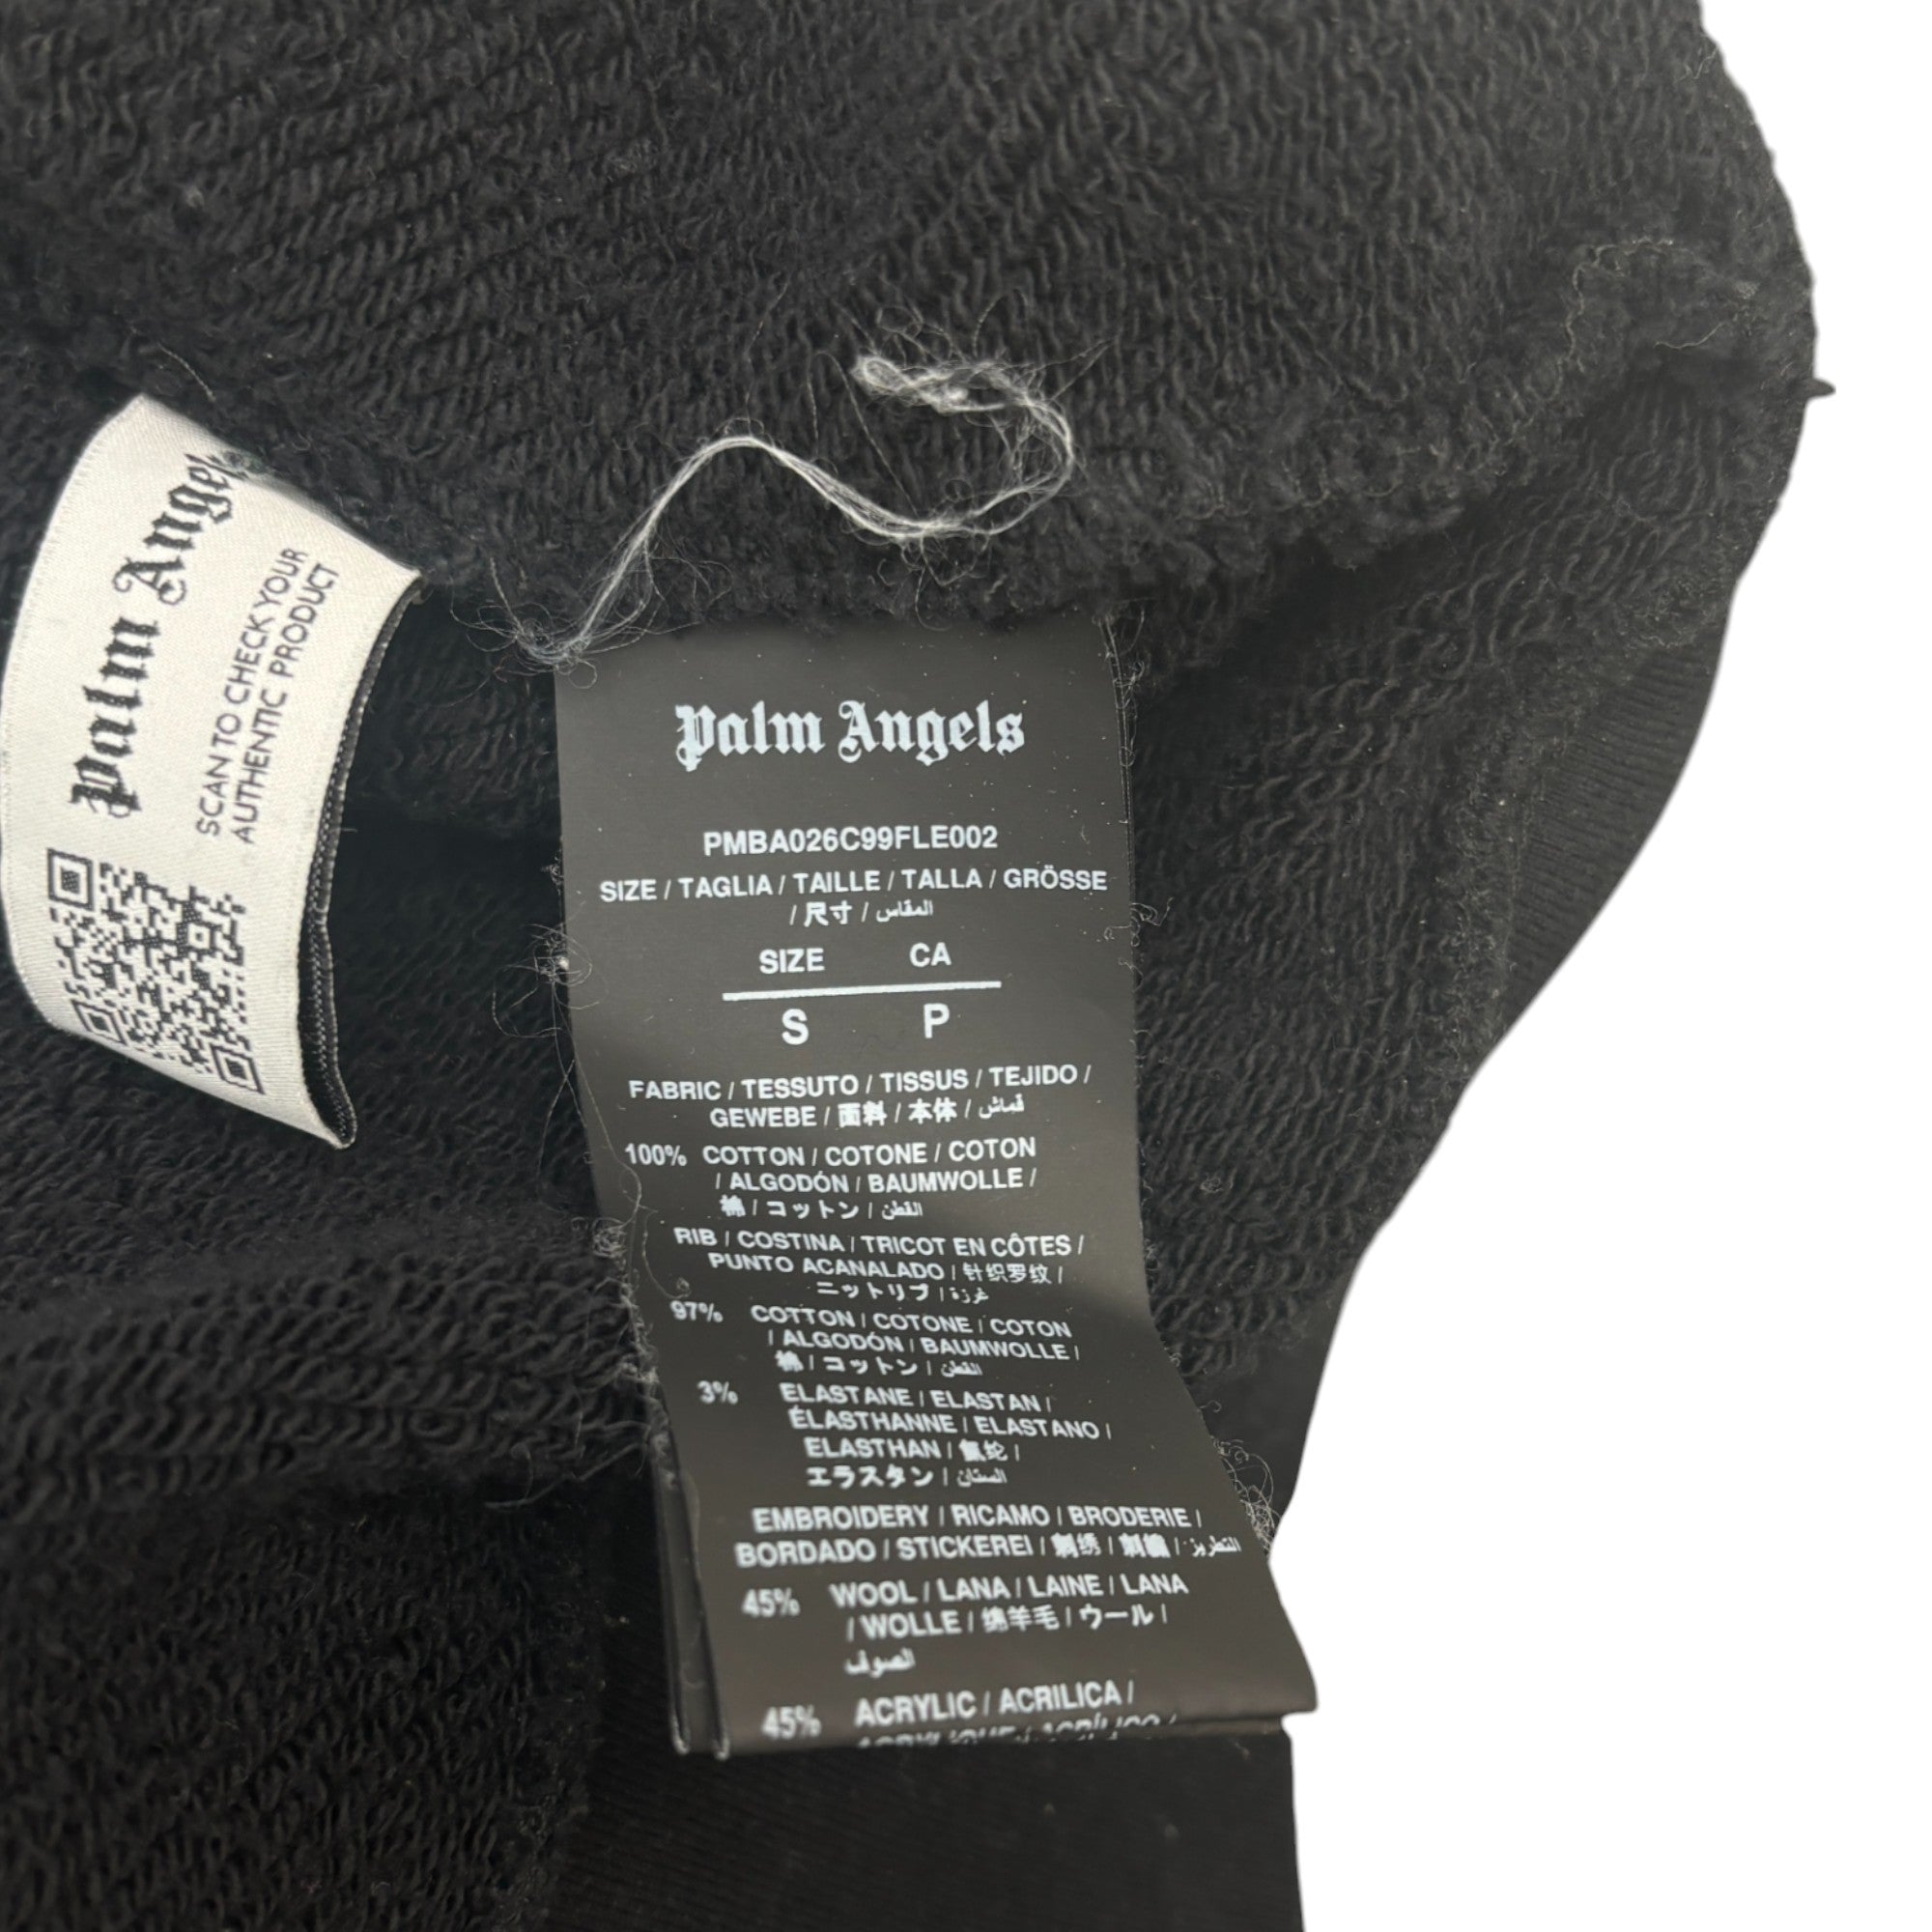 Palm Angels
SCAN TO CHECK YOUR
AUTHENTIC PRODUCT
Palm Angels
PMBA026C99FLE002
SIZE / TAGLIA / TAILLE / TALLA / GRÖSSE
/ 尺寸 / المقاس
SIZE CA
S P
FABRIC / TESSUTO / TISSUS / TEJIDO /
GEWEBE / 面料 / 本体 / قماش
100% COTTON / COTONE / COTON
/ ALGODÓN / BAUMWOLLE /
棉 / コットン / القطن
RIB / COSTINA / TRICOT EN CÔTES /
PUNTO ACANALADO / 针织罗纹 /
ニットリブ / غرزة
97% COTTON / COTONE / COTON
/ ALGODÓN / BAUMWOLLE /
棉 / コットン / القطن
3% ELASTANE / ELASTAN /
ÉLASTHANNE / ELASTANO /
ELASTHAN / 氨纶 /
エラスタン / الستان
EMBROIDERY / RICAMO / BRODERIE /
BORDADO / STICKEREI / 刺绣 / 刺繍 / التطريز
45% WOOL / LANA / LAINE / LANA
/ WOLLE / 绵羊毛 / ウール /
الصوف
45% ACRYLIC / ACRILICA /